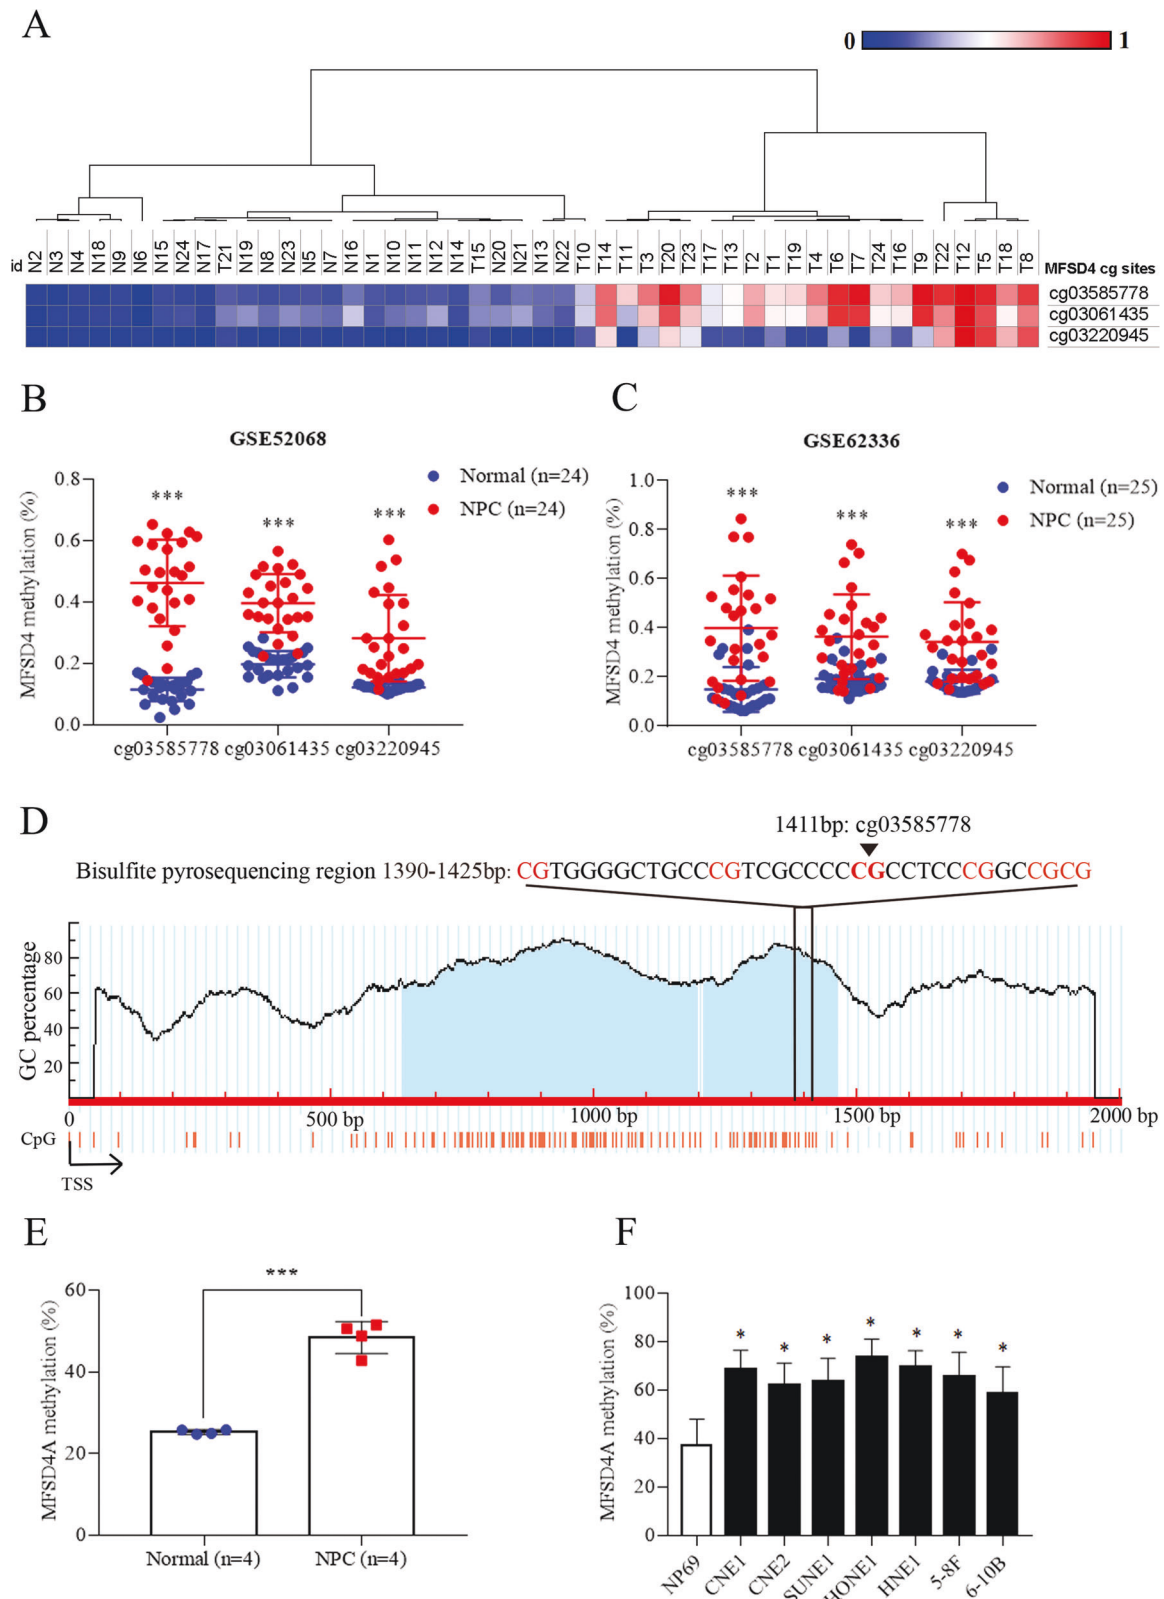 A
0 1
id N2 N3 N4 N18 N9 N6 N15 N24 N17 T21 N19 N8 N23 N5 N7 N16 N1 N10 N11 N12 N14 T15 N20 N21 N13 N22 T10 T14 T11 T3 T20 T23 T17 T13 T2 T1 T19 T4 T6 T7 T24 T16 T9 T22 T12 T5 T18 T8 MFSD4 cg sites
cg03585778
cg03061435
cg03220945
B
GSE52068
Normal (n=24)
NPC (n=24)
MFSD4 methylation (%)
0.8
0.6
0.4
0.2
0.0
***
***
***
cg03585778 cg03061435 cg03220945
C
GSE62336
Normal (n=25)
NPC (n=25)
MFSD4 methylation (%)
1.0
0.8
0.6
0.4
0.2
0.0
***
***
***
cg03585778 cg03061435 cg03220945
D
1411bp: cg03585778
Bisulfite pyrosequencing region 1390-1425bp: CGTGGGGCTGCCCGTCGCCCCCGCCTCCCGGCCGCG
GC percentage
80
60
40
20
0 500 bp 1000 bp 1500 bp 2000 bp
CpG
TSS
E
***
MFSD4A methylation (%)
60
40
20
0
Normal (n=4) NPC (n=4)
F
MFSD4A methylation (%)
100
80
60
40
20
0
* * * * * * *
NP69 CNE1 CNE2 SUNE1 HONE1 HNE1 5-8F 6-10B